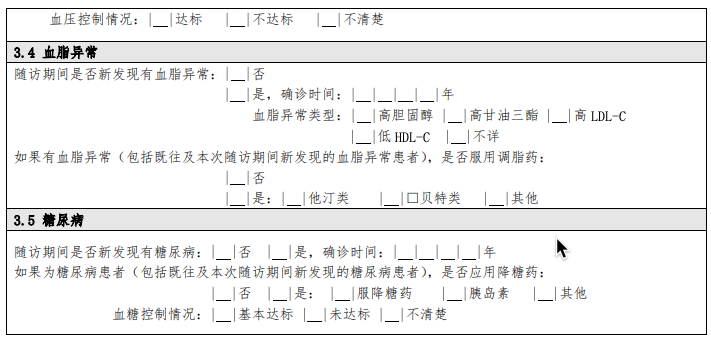 血压控制情况：|__|达标 |__|不达标 |__|不清楚
3.4 血脂异常
随访期间是否新发现有血脂异常：|__|否
|__|是，确诊时间：|__|__|__|__|年
血脂异常类型：|__|高胆固醇 |__|高甘油三酯 |__|高 LDL-C
|__|低 HDL-C |__|不详
如果有血脂异常（包括既往及本次随访期间新发现的血脂异常患者），是否服用调脂药：
|__|否
|__|是：|__|他汀类 |__|□贝特类 |__|其他
3.5 糖尿病
随访期间是否新发现有糖尿病：|__|否 |__|是，确诊时间：|__|__|__|__|年
如果为糖尿病患者（包括既往及本次随访期间新发现的糖尿病患者），是否应用降糖药：
|__|否 |__|是： |__|服降糖药 |__|胰岛素 |__|其他
血糖控制情况：|__|基本达标 |__|未达标 |__|不清楚